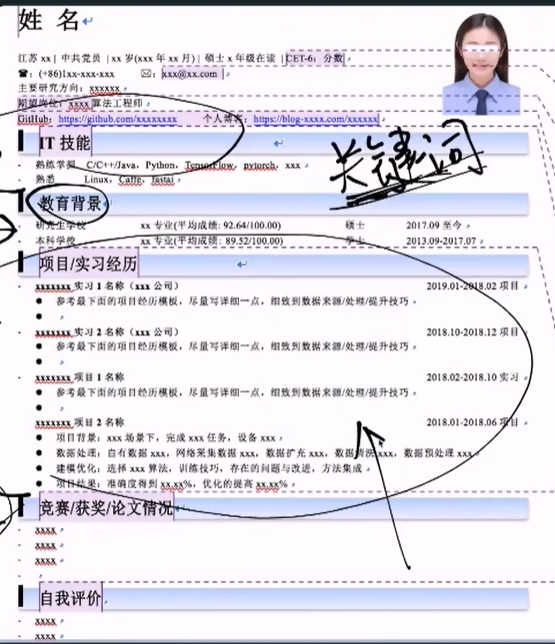 姓 名
江苏 xx | 中共党员 | xx 岁(xxx 年 xx 月) | 硕士 x 年级在读 | CET-6：分数
☎: (+86)1xx-xxx-xxx ✉: xxx@xx.com |
主要研究方向: xxxxxx
期望岗位: xxxx 算法工程师
GitHub: https://github.com/xxxxxxxx 个人博客: https://blog-xxxx.com/xxxxxx
IT 技能
关键词
熟练掌握 C/C++/Java，Python，TensorFlow，pytorch，xxx
熟悉 Linux，Caffe，fastai
教育背景
研究生学校 xx 专业(平均成绩: 92.64/100.00) 硕士 2017.09 至今
本科学校 xx 专业(平均成绩: 89.52/100.00) 学士 2013.09-2017.07
项目/实习经历
xxxxxxx 实习 1 名称（xxx 公司） 2019.01-2018.02 项目
● 参考最下面的项目经历模板，尽量写详细一点，细致到数据来源/处理/提升技巧
●
xxxxxxx 实习 2 名称（xxx 公司） 2018.10-2018.12 项目
● 参考最下面的项目经历模板，尽量写详细一点，细致到数据来源/处理/提升技巧
●
xxxxxxx 项目 1 名称 2018.02-2018.10 实习
● 参考最下面的项目经历模板，尽量写详细一点，细致到数据来源/处理/提升技巧
●
xxxxxxx 项目 2 名称 2018.01-2018.06 项目
● 项目背景：xxx 场景下，完成 xxx 任务，设备 xxx
● 数据处理：自有数据 xxx，网络采集数据 xxx，数据扩充 xxx，数据清洗 xxx，数据预处理 xxx
● 建模优化：选择 xxx 算法，训练技巧，存在的问题与改进，方法集成
● 项目结果：准确度得到 xx.xx%，优化的提高 xx.xx%
竞赛/获奖/论文情况
xxxx
xxxx
xxxx
自我评价
xxxx
xxxx